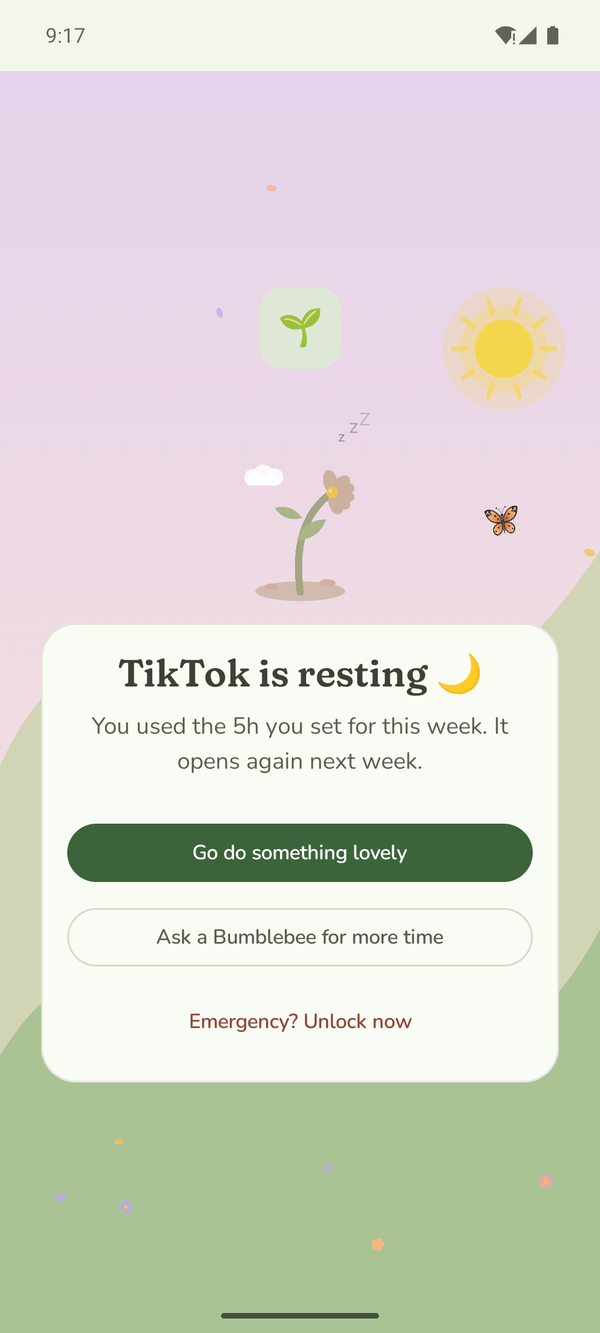 9:17
z z Z
TikTok is resting 🌙
You used the 5h you set for this week. It
opens again next week.
Go do something lovely
Ask a Bumblebee for more time
Emergency? Unlock now